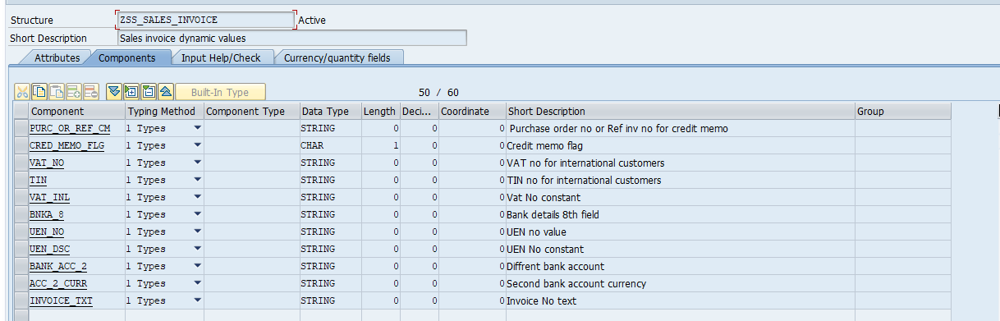 Structure ZSS_SALES_INVOICE Active
Short Description Sales invoice dynamic values
Attributes Components Input Help/Check Currency/quantity fields
Built-In Type 50 / 60
Component Typing Method Component Type Data Type Length Deci... Coordinate Short Description Group
PURC_OR_REF_CM 1 Types STRING 0 0 0 Purchase order no or Ref inv no for credit memo
CRED_MEMO_FLG 1 Types CHAR 1 0 0 Credit memo flag
VAT_NO 1 Types STRING 0 0 0 VAT no for international customers
TIN 1 Types STRING 0 0 0 TIN no for international customers
VAT_INL 1 Types STRING 0 0 0 Vat No constant
BNKA_8 1 Types STRING 0 0 0 Bank details 8th field
UEN_NO 1 Types STRING 0 0 0 UEN no value
UEN_DSC 1 Types STRING 0 0 0 UEN No constant
BANK_ACC_2 1 Types STRING 0 0 0 Diffrent bank account
ACC_2_CURR 1 Types STRING 0 0 0 Second bank account currency
INVOICE_TXT 1 Types STRING 0 0 0 Invoice No text